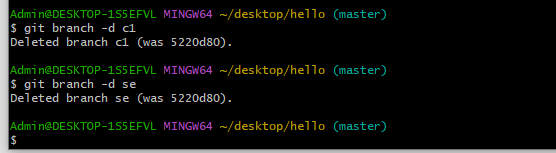 Admin@DESKTOP-1S5EFVL MINGW64 ~/desktop/hello (master)
$ git branch -d c1
Deleted branch c1 (was 5220d80).
Admin@DESKTOP-1S5EFVL MINGW64 ~/desktop/hello (master)
$ git branch -d se
Deleted branch se (was 5220d80).
Admin@DESKTOP-1S5EFVL MINGW64 ~/desktop/hello (master)
$